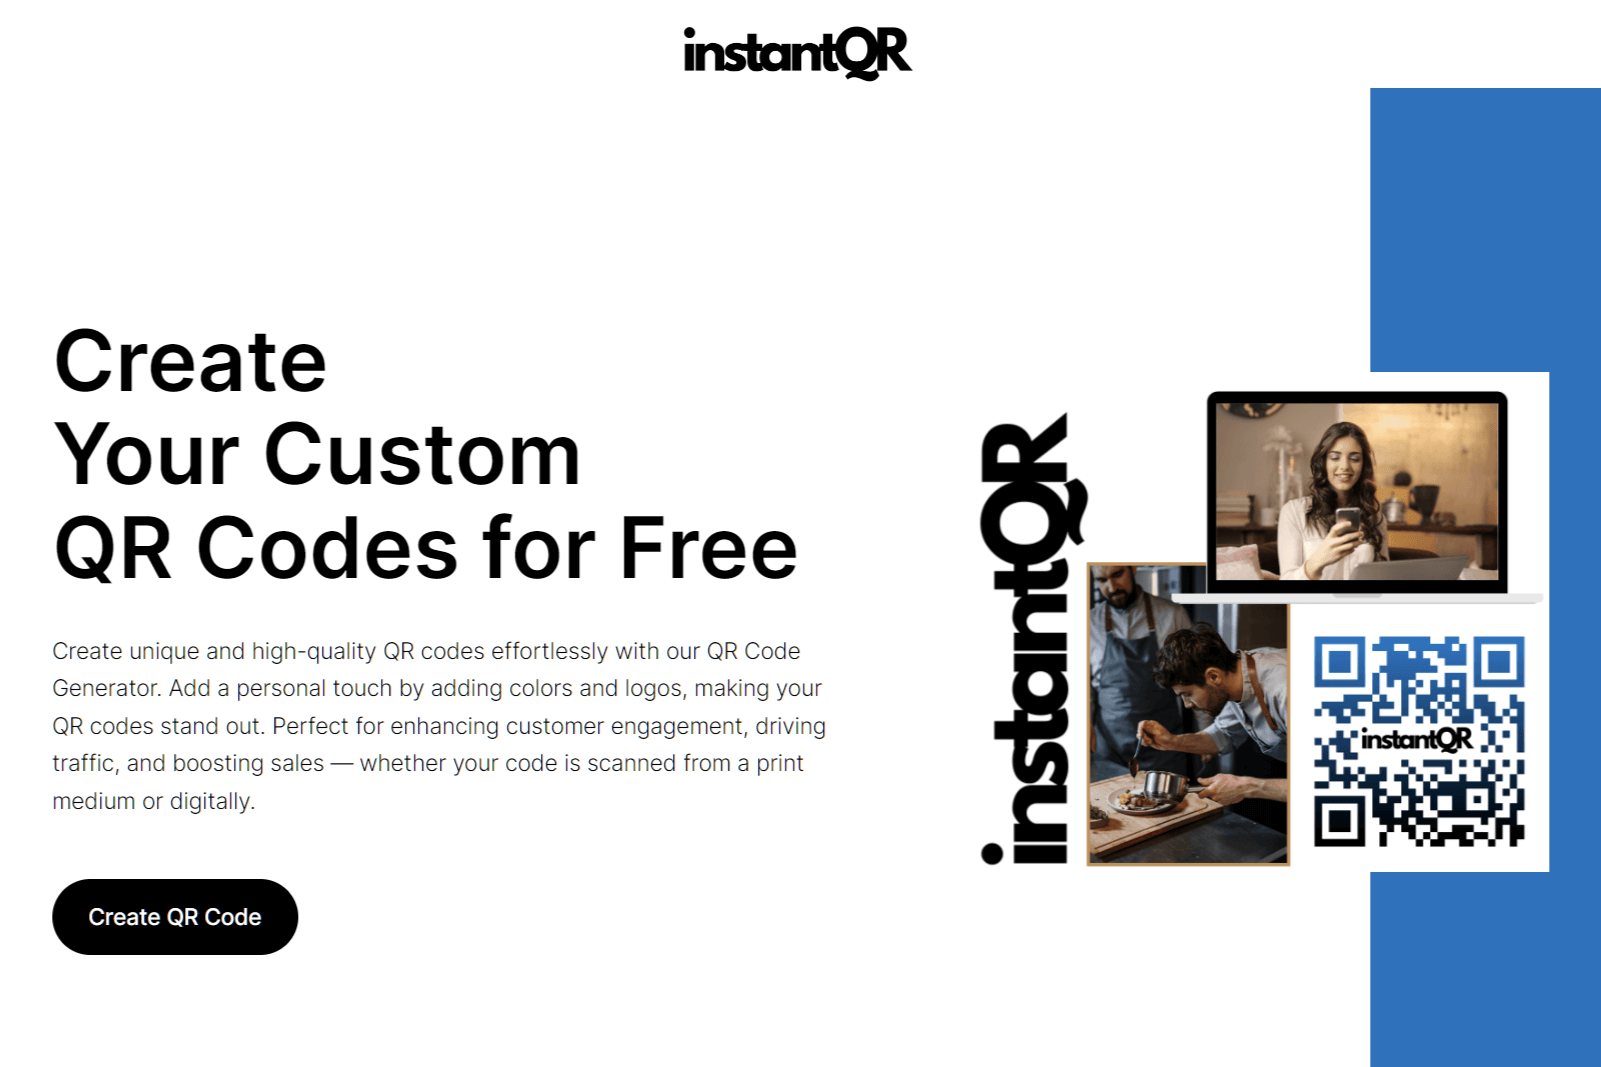 instantQR
Create
Your Custom
QR Codes for Free
Create unique and high-quality QR codes effortlessly with our QR Code
Generator. Add a personal touch by adding colors and logos, making your
QR codes stand out. Perfect for enhancing customer engagement, driving
traffic, and boosting sales — whether your code is scanned from a print
medium or digitally.
Create QR Code
instantQR
instantQR